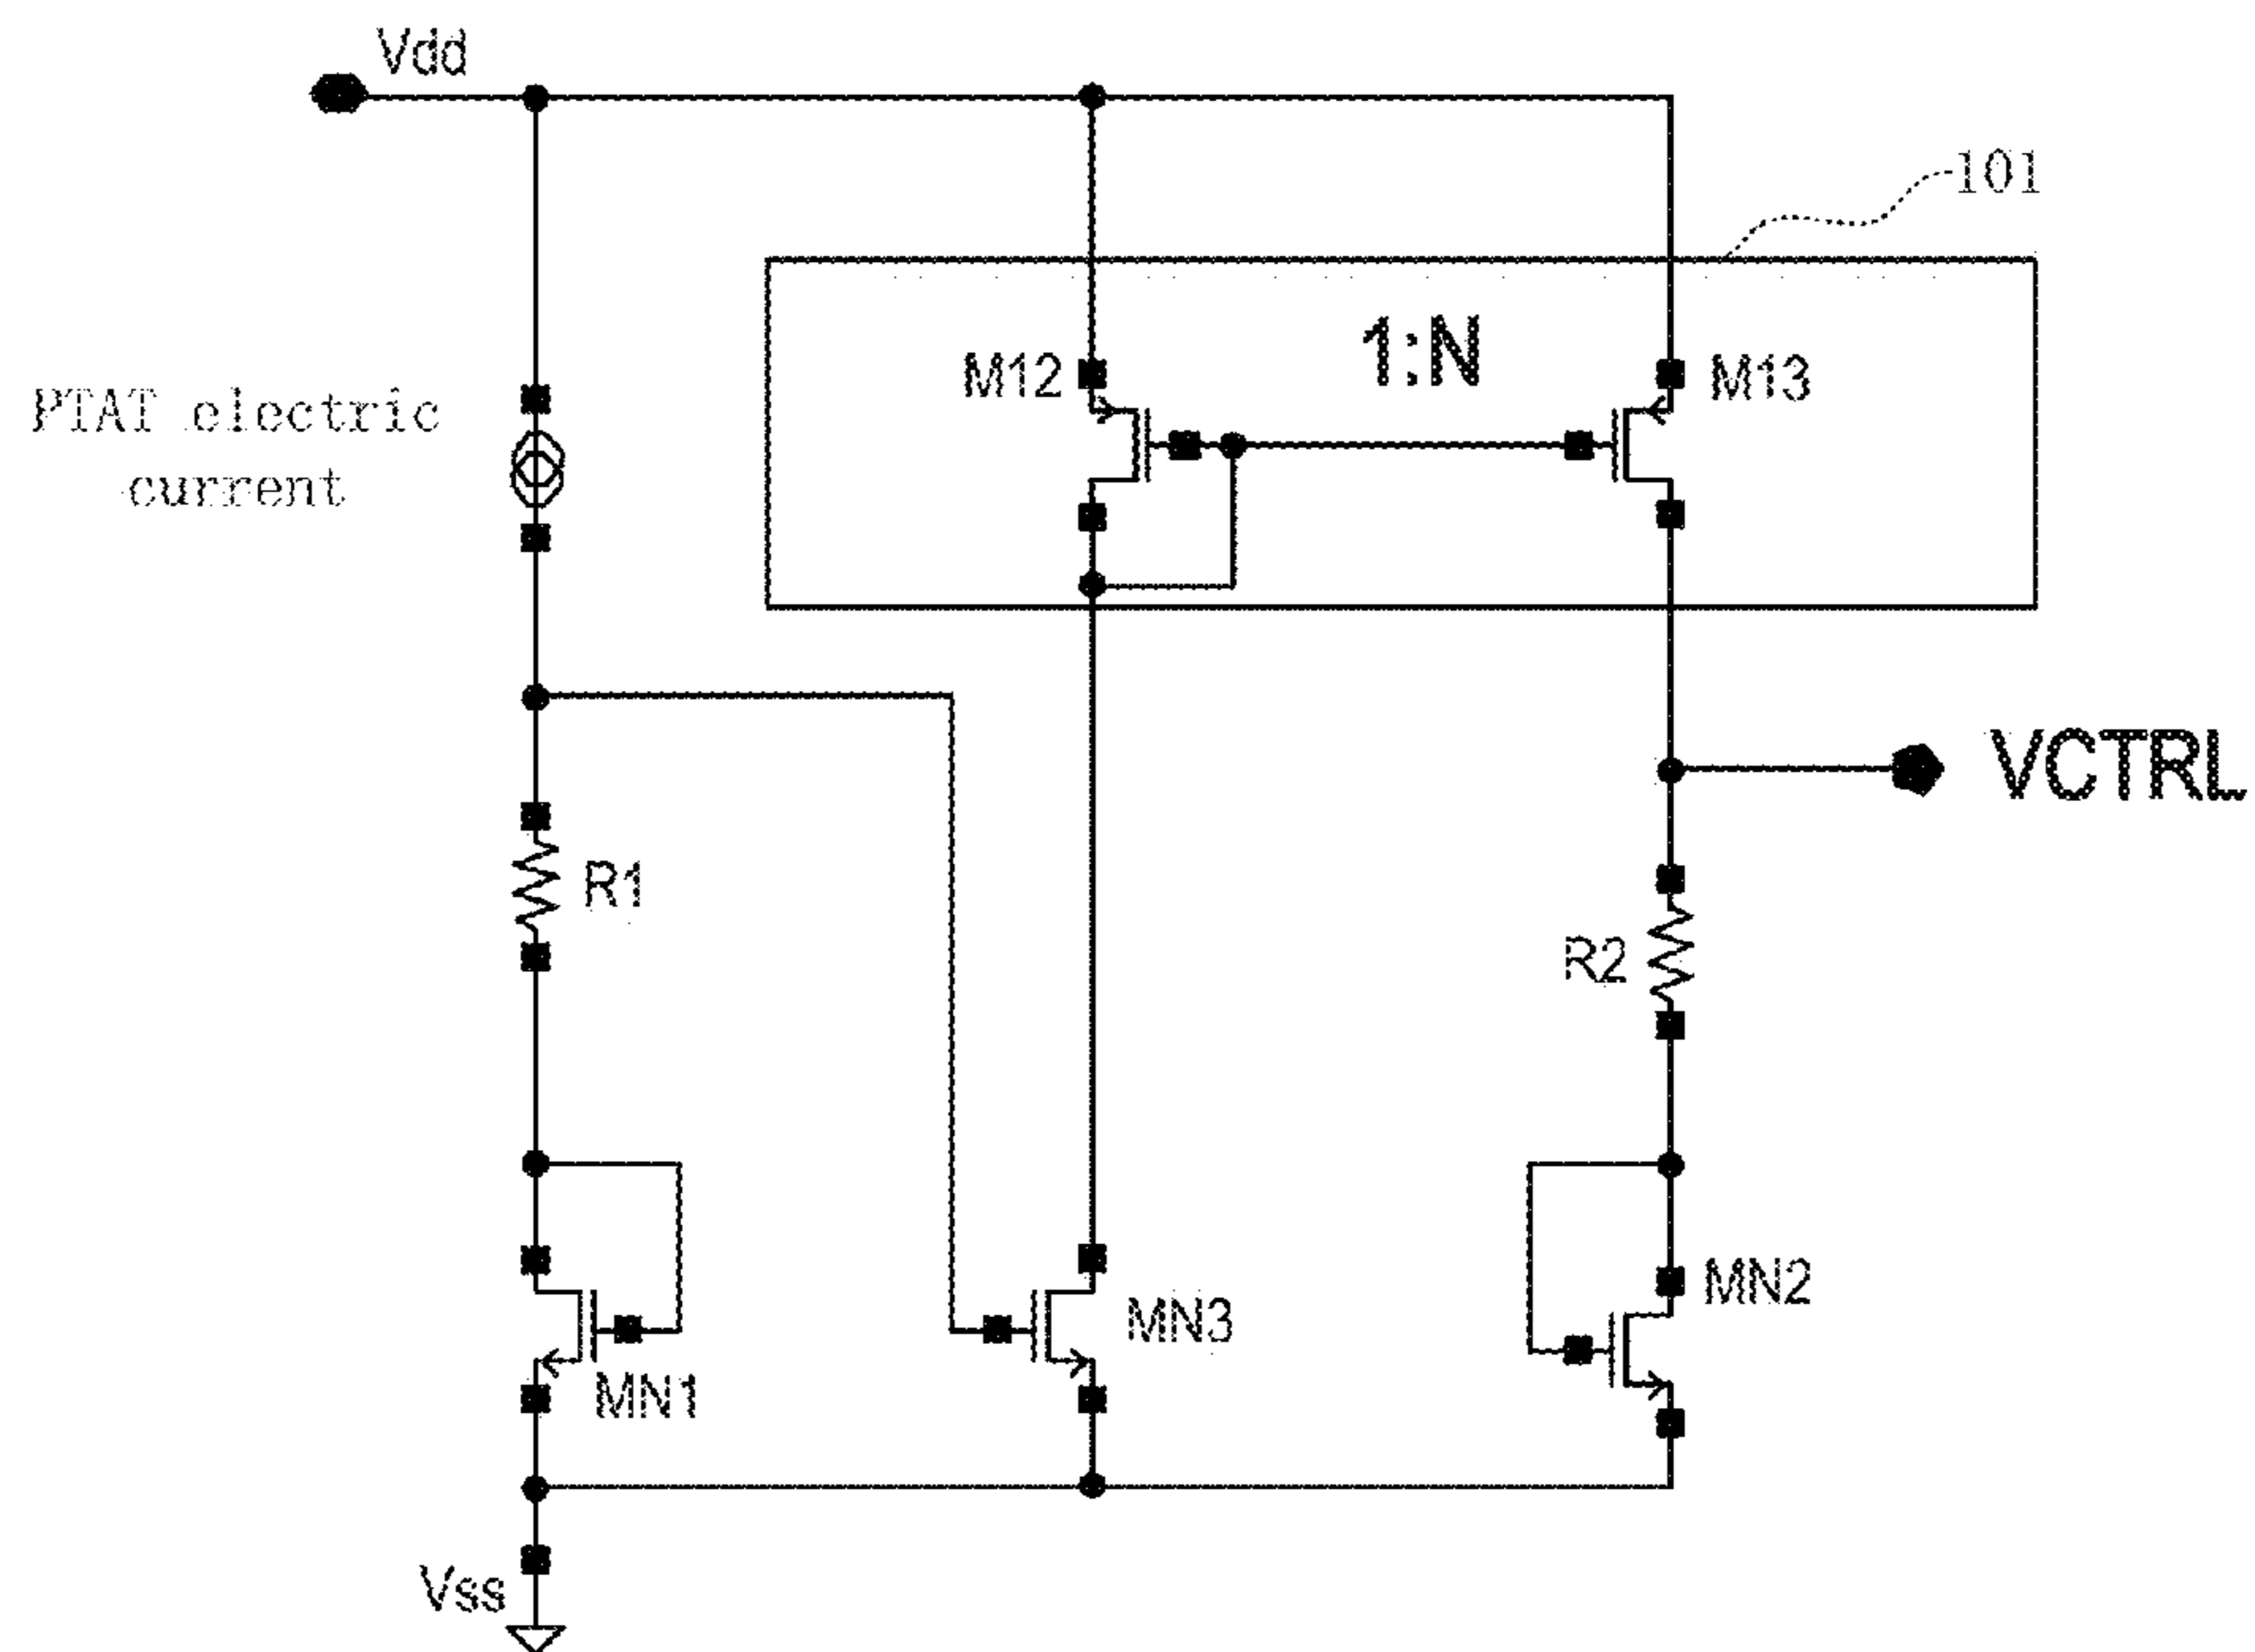 Vdd
101
1:N
M12
M13
PTAT electric
current
VCTRL
R1
R2
MN2
MN3
MN1
Vss